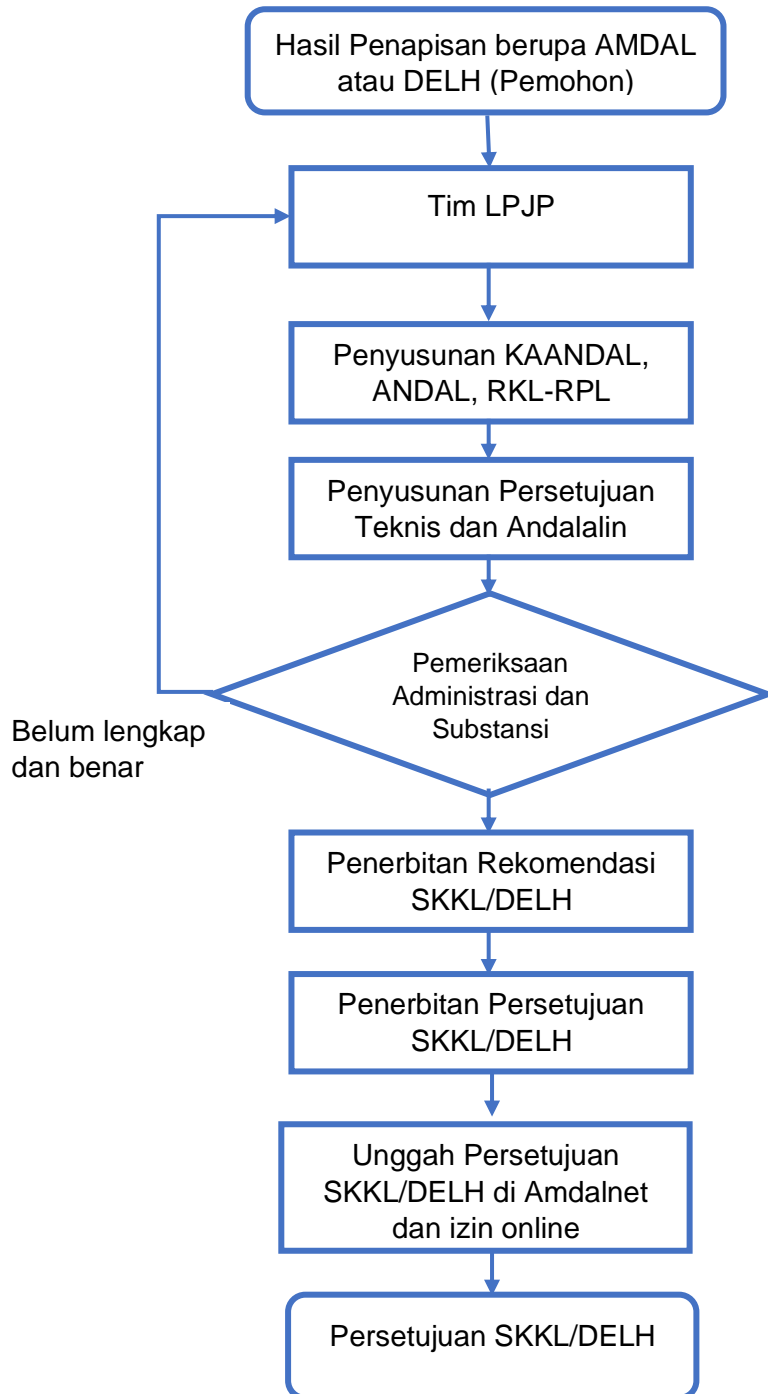 Hasil Penapisan berupa AMDAL
atau DELH (Pemohon)
Tim LPJP
Penyusunan KAANDAL,
ANDAL, RKL-RPL
Penyusunan Persetujuan
Teknis dan Andalalin
Pemeriksaan
Administrasi dan
Substansi
Belum lengkap
dan benar
Penerbitan Rekomendasi
SKKL/DELH
Penerbitan Persetujuan
SKKL/DELH
Unggah Persetujuan
SKKL/DELH di Amdalnet
dan izin online
Persetujuan SKKL/DELH